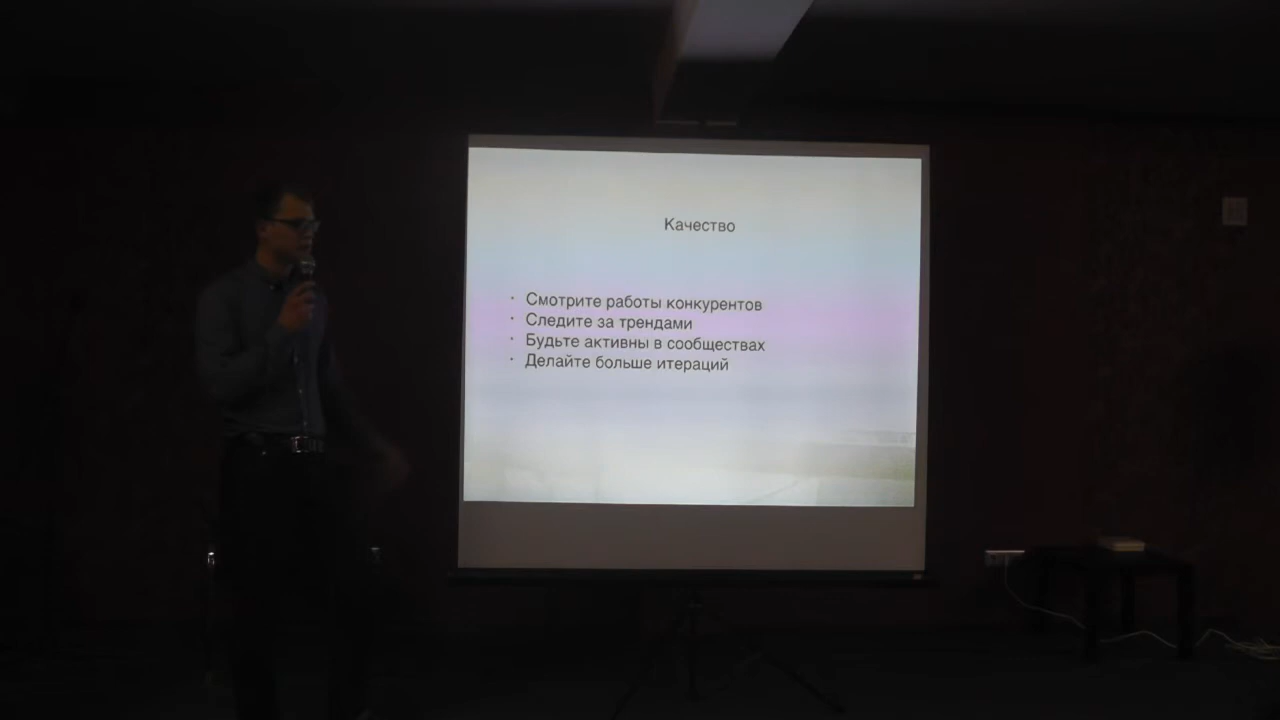 Качество
· Смотрите работы конкурентов
· Следите за трендами
· Будьте активны в сообществах
· Делайте больше итераций